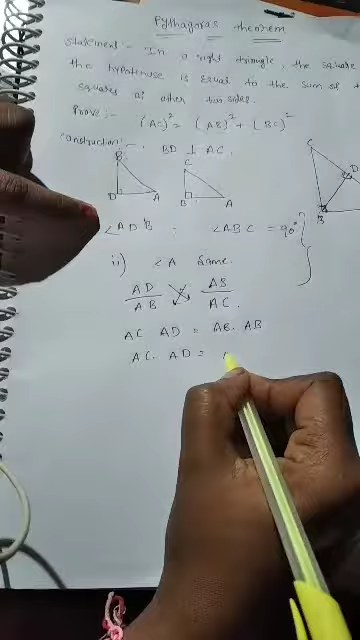 Pythagoras theorem
Statement :- In a right triangle, the square
the hypotinuse is equal to the sum of
squares of other two sides.
Prove :- (AC)² = (AB)² + (BC)²
Construction :- BD ⊥ AC.
B
D
A
C
B
A
C
D
B
∠ADB = ∠ABC = 90°
ii) ∠A Same.
AD/AB = AB/AC.
AC AD = AB. AB
AC. AD =